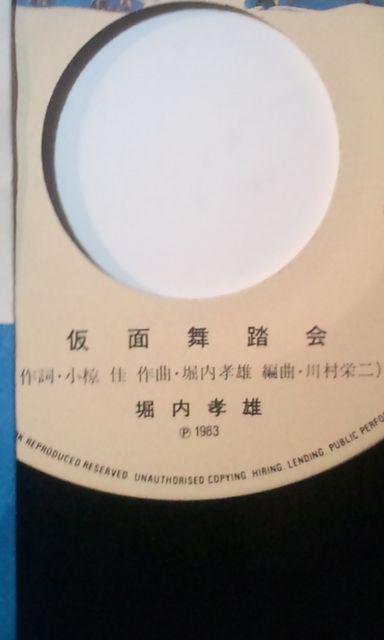 仮面舞踏会
作詞・小椋 佳 作曲・堀内孝雄 編曲・川村栄二)
堀内孝雄
Ⓟ 1983
REPRODUCED RESERVED. UNAUTHORISED COPYING. HIRING. LENDING. PUBLIC